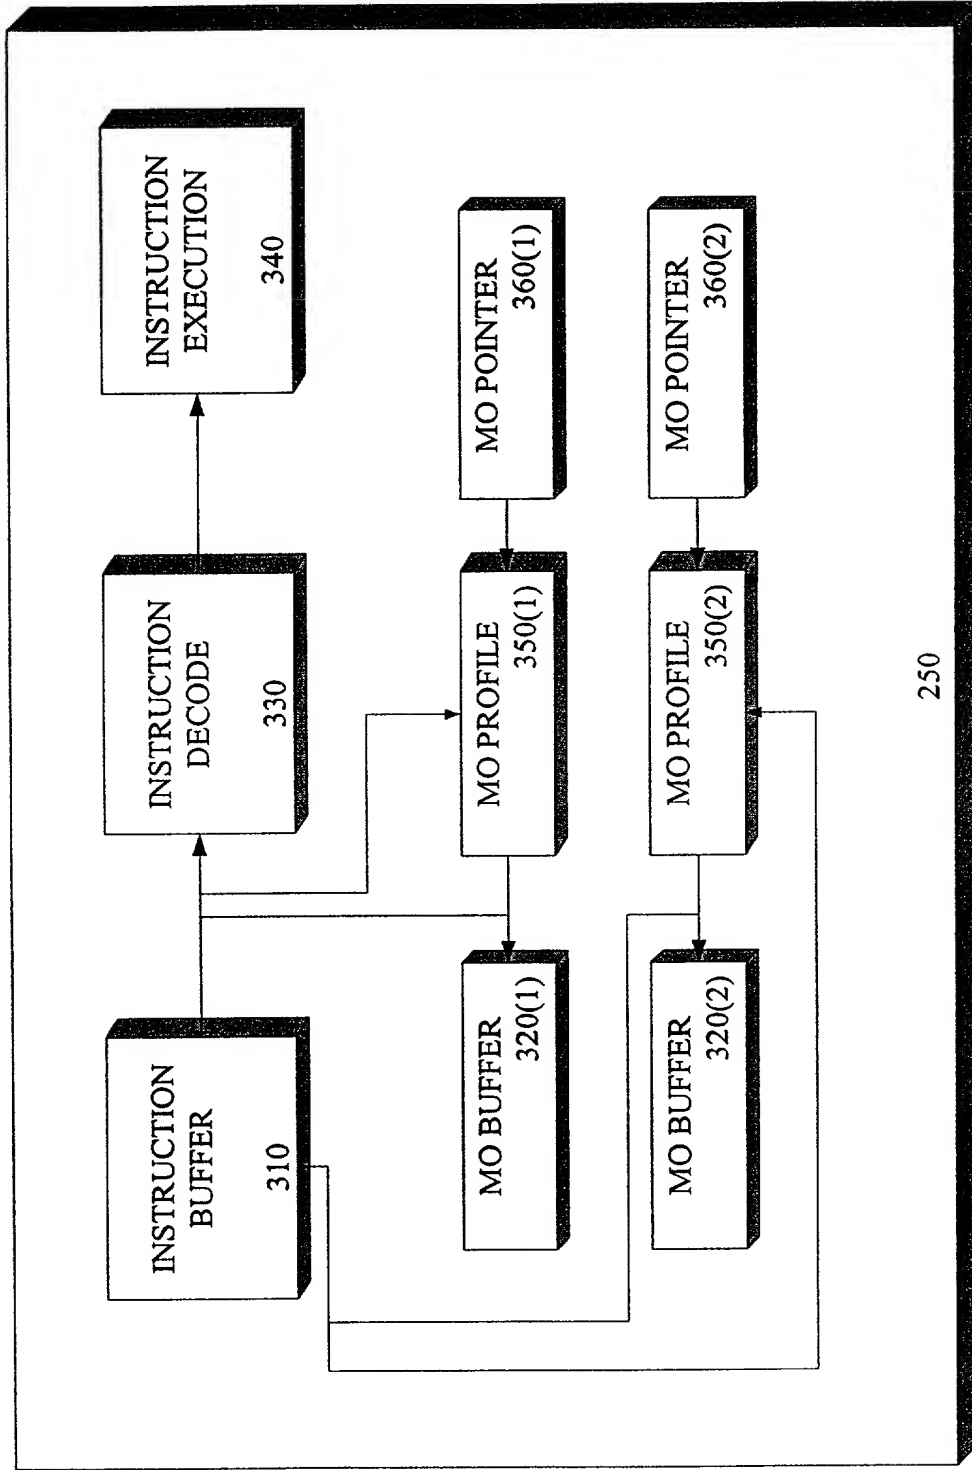 INSTRUCTION
BUFFER
310
INSTRUCTION
DECODE
330
INSTRUCTION
EXECUTION
340
MO BUFFER
320(1)
MO PROFILE
350(1)
MO POINTER
360(1)
MO BUFFER
320(2)
MO PROFILE
350(2)
MO POINTER
360(2)
250